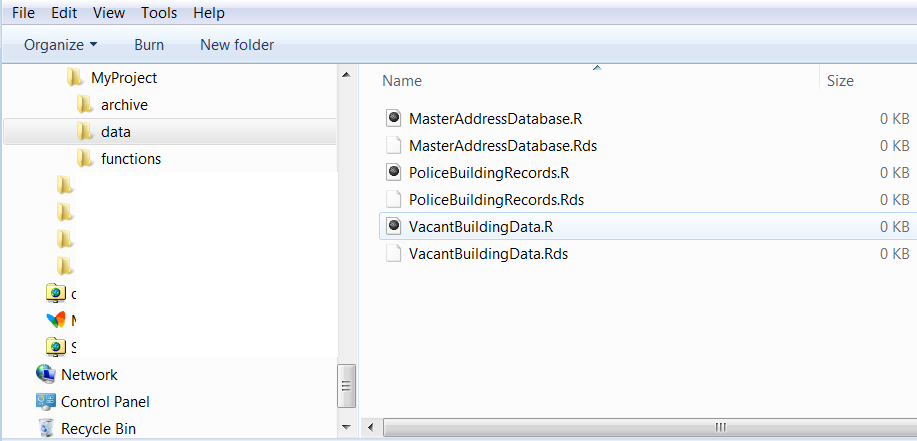 File Edit View Tools Help
Organize Burn New folder
MyProject
archive
data
functions
Network
Control Panel
Recycle Bin
Name Size
MasterAddressDatabase.R 0 KB
MasterAddressDatabase.Rds 0 KB
PoliceBuildingRecords.R 0 KB
PoliceBuildingRecords.Rds 0 KB
VacantBuildingData.R 0 KB
VacantBuildingData.Rds 0 KB